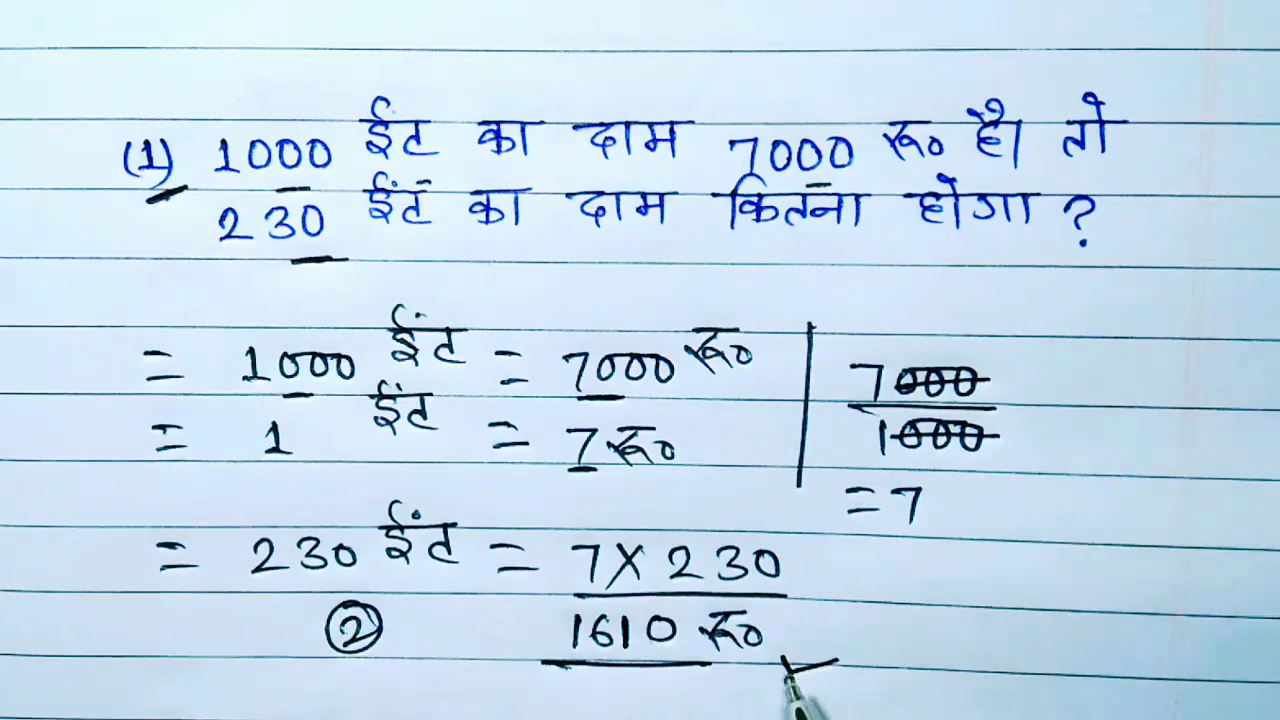 (1) 1000 ईंट का दाम 7000 रू० है। तो
230 ईंट का दाम कितना होगा ?
= 1000 ईंट = 7000 रू०
= 1 ईंट = 7 रू०
7000
1000
= 7
= 230 ईंट = 7 X 230
② 1610 रू०